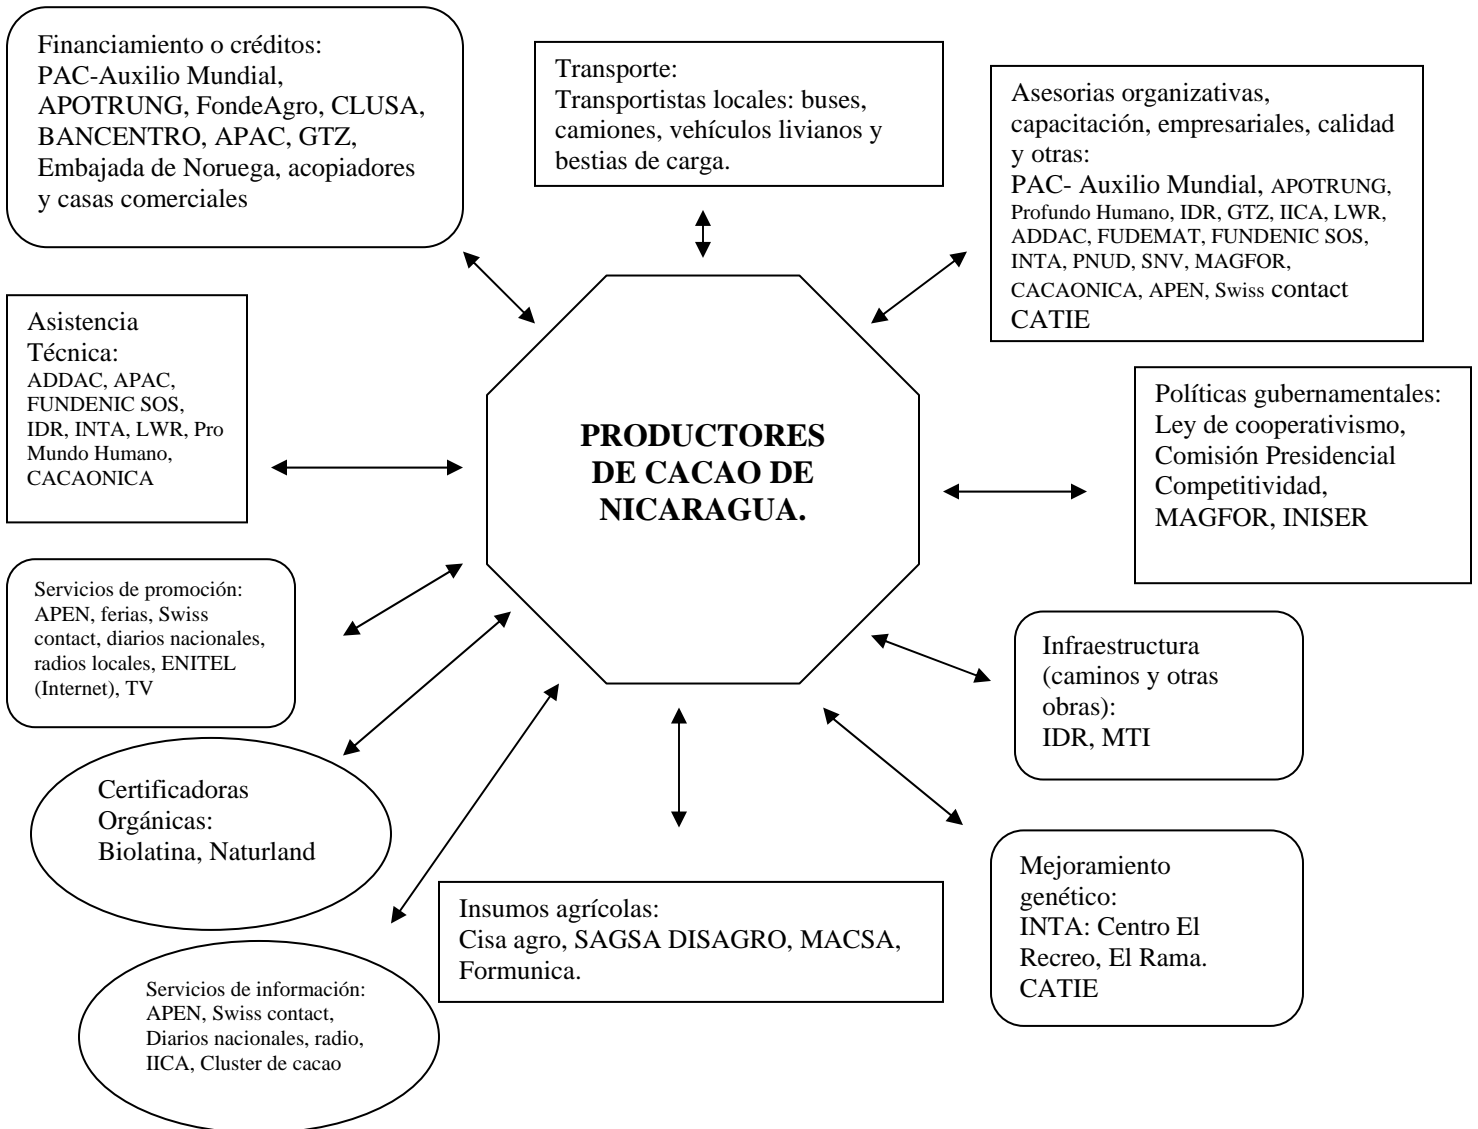 Financiamiento o créditos:
PAC-Auxilio Mundial,
APOTRUNG, FondeAgro, CLUSA,
BANCENTRO, APAC, GTZ,
Embajada de Noruega, acopiadores
y casas comerciales
Transporte:
Transportistas locales: buses,
camiones, vehículos livianos y
bestias de carga.
Asesorias organizativas,
capacitación, empresariales, calidad
y otras:
PAC- Auxilio Mundial, APOTRUNG,
Profundo Humano, IDR, GTZ, IICA, LWR,
ADDAC, FUDEMAT, FUNDENIC SOS,
INTA, PNUD, SNV, MAGFOR,
CACAONICA, APEN, Swiss contact
CATIE
Asistencia
Técnica:
ADDAC, APAC,
FUNDENIC SOS,
IDR, INTA, LWR, Pro
Mundo Humano,
CACAONICA
PRODUCTORES
DE CACAO DE
NICARAGUA.
Políticas gubernamentales:
Ley de cooperativismo,
Comisión Presidencial
Competitividad,
MAGFOR, INISER
Servicios de promoción:
APEN, ferias, Swiss
contact, diarios nacionales,
radios locales, ENITEL
(Internet), TV
Infraestructura
(caminos y otras
obras):
IDR, MTI
Certificadoras
Orgánicas:
Biolatina, Naturland
Mejoramiento
genético:
INTA: Centro El
Recreo, El Rama.
CATIE
Insumos agrícolas:
Cisa agro, SAGSA DISAGRO, MACSA,
Formunica.
Servicios de información:
APEN, Swiss contact,
Diarios nacionales, radio,
IICA, Cluster de cacao